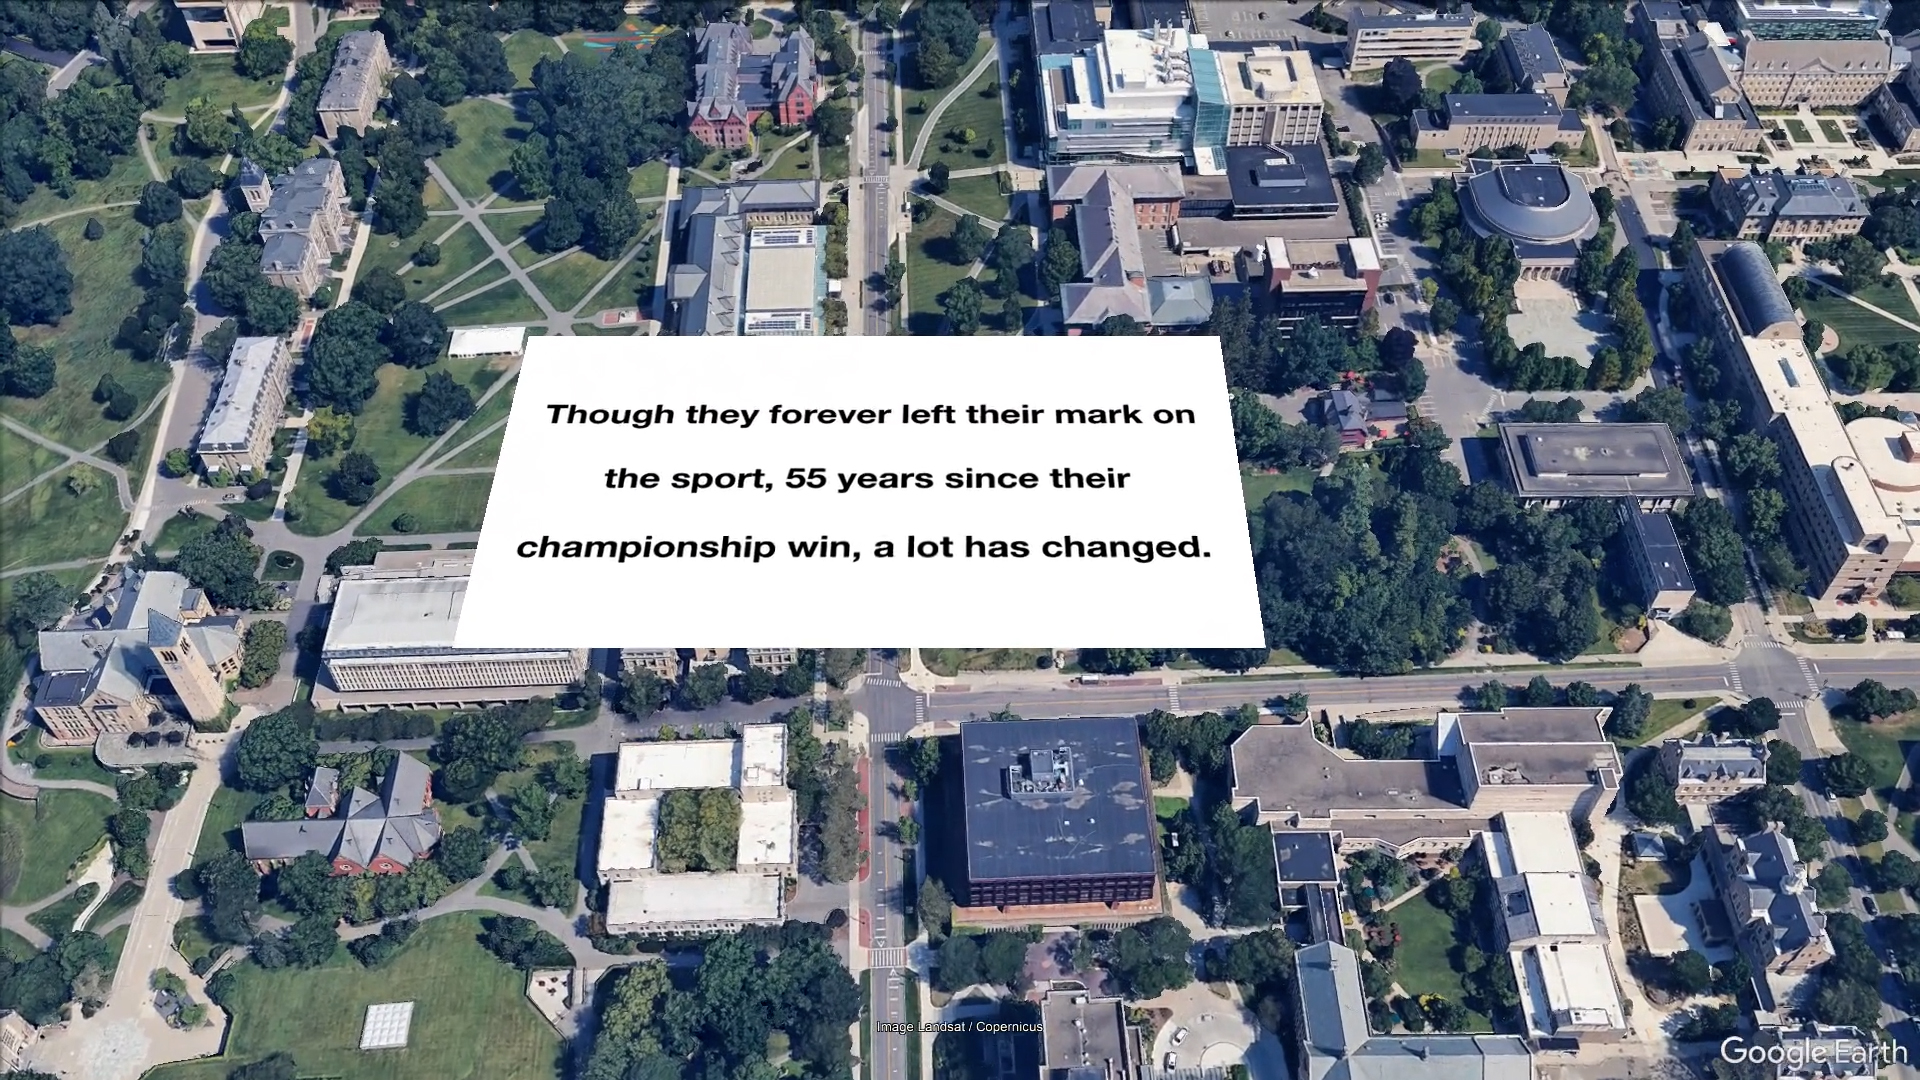 Though they forever left their mark on
the sport, 55 years since their
championship win, a lot has changed.
Image Landsat / Copernicus
Google Earth